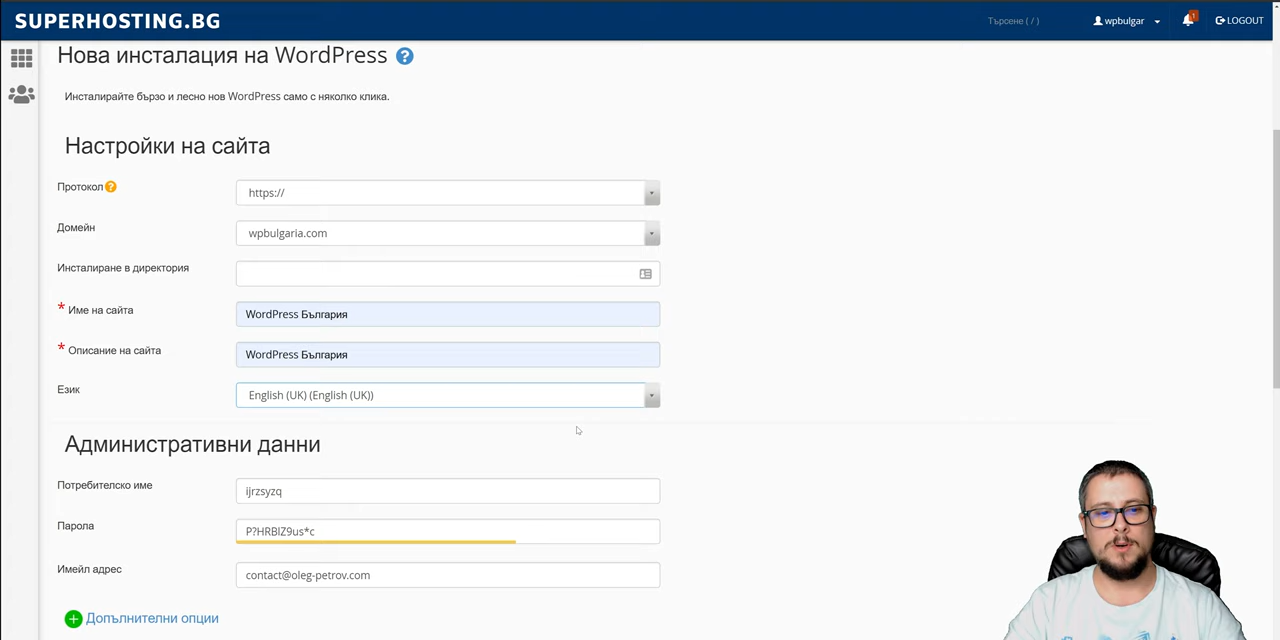 SUPERHOSTING.BG
Търсене ( / )
wpbulgar
1
LOGOUT
Нова инсталация на WordPress ?
Инсталирайте бързо и лесно нов WordPress само с няколко клика.
Настройки на сайта
Протокол ?
https://
Домейн
wpbulgaria.com
Инсталиране в директория
* Име на сайта
WordPress България
* Описание на сайта
WordPress България
Език
English (UK) (English (UK))
Административни данни
Потребителско име
ijrzsyzq
Парола
P?HRBIZ9us*c
Имейл адрес
contact@oleg-petrov.com
Допълнителни опции